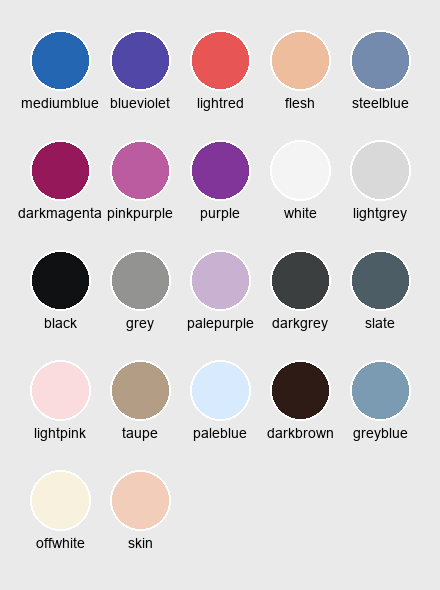 mediumblue blueviolet lightred flesh steelblue
darkmagenta pinkpurple purple white lightgrey
black grey palepurple darkgrey slate
lightpink taupe paleblue darkbrown greyblue
offwhite skin